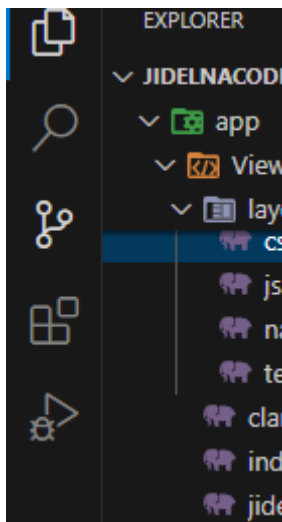 EXPLORER
JIDELNACODE
app
View
lay
cs
js
na
te
cla
ind
jide